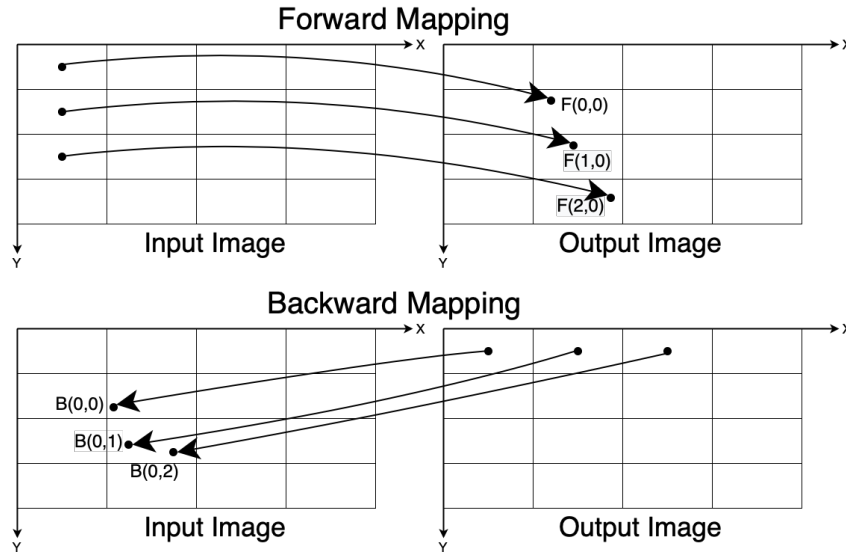 Forward Mapping
X
X
F(0,0)
F(1,0)
F(2,0)
Input Image
Output Image
Y
Y
Backward Mapping
X
X
B(0,0)
B(0,1)
B(0,2)
Input Image
Output Image
Y
Y